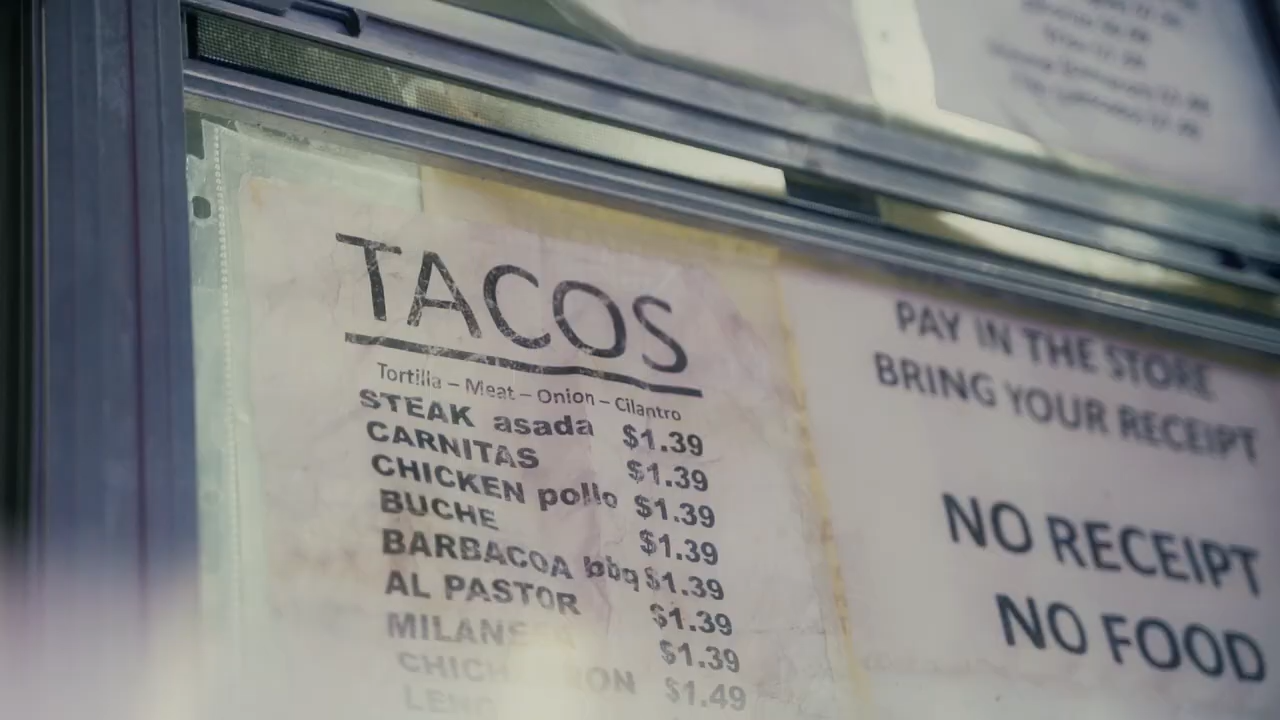 TACOS
Tortilla – Meat – Onion – Cilantro
STEAK asada $1.39
CARNITAS $1.39
CHICKEN pollo $1.39
BUCHE $1.39
BARBACOA bbq $1.39
AL PASTOR $1.39
$1.39
$1.49
PAY IN THE STORE
BRING YOUR RECEIPT
NO RECEIPT
NO FOOD